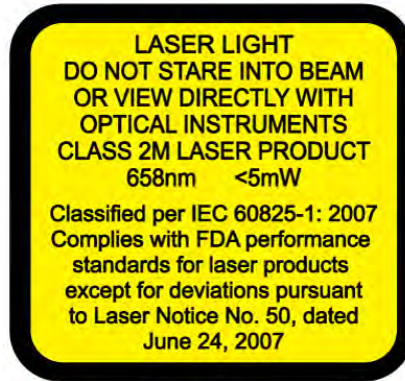 LASER LIGHT
DO NOT STARE INTO BEAM
OR VIEW DIRECTLY WITH
OPTICAL INSTRUMENTS
CLASS 2M LASER PRODUCT
658nm <5mW
Classified per IEC 60825-1: 2007
Complies with FDA performance
standards for laser products
except for deviations pursuant
to Laser Notice No. 50, dated
June 24, 2007